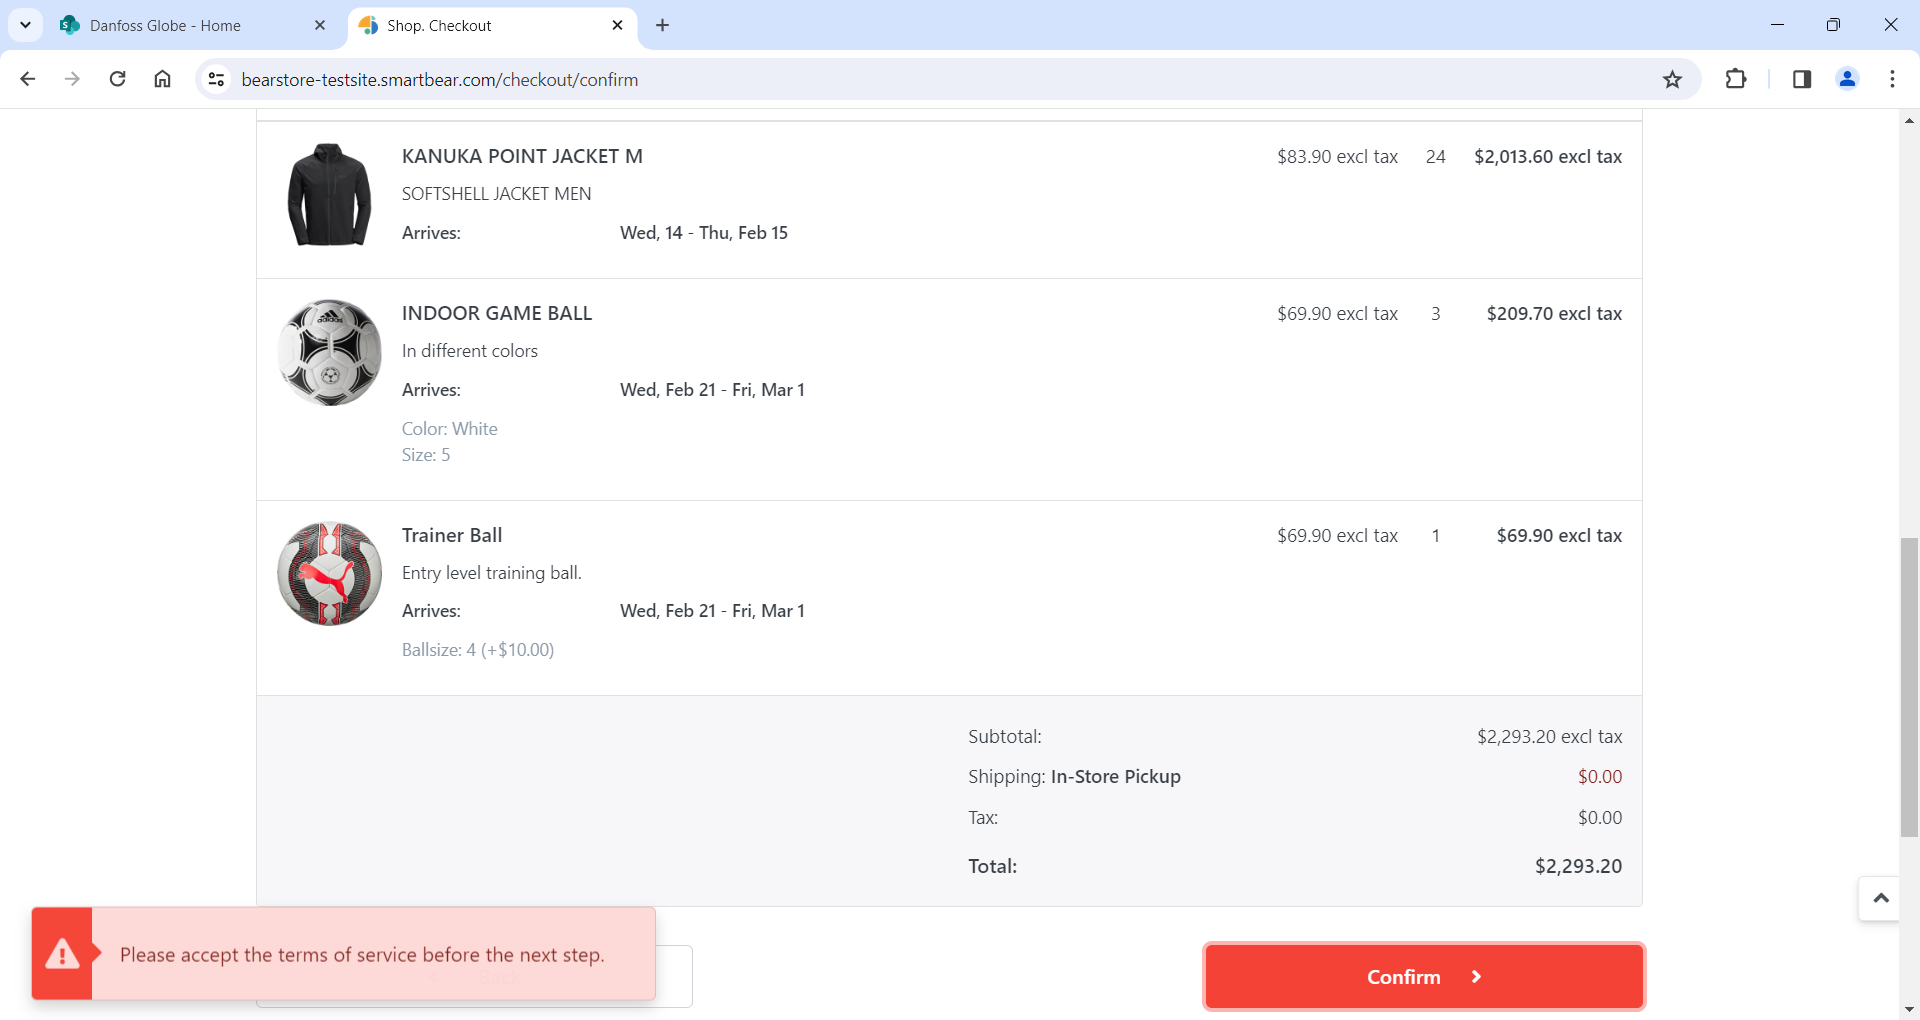 Danfoss Globe - Home
Shop. Checkout
bearstore-testsite.smartbear.com/checkout/confirm
KANUKA POINT JACKET M $83.90 excl tax 24 $2,013.60 excl tax
SOFTSHELL JACKET MEN
Arrives: Wed, 14 - Thu, Feb 15
adidas
INDOOR GAME BALL $69.90 excl tax 3 $209.70 excl tax
In different colors
Arrives: Wed, Feb 21 - Fri, Mar 1
Color: White
Size: 5
Trainer Ball $69.90 excl tax 1 $69.90 excl tax
Entry level training ball.
Arrives: Wed, Feb 21 - Fri, Mar 1
Ballsize: 4 (+$10.00)
Subtotal: $2,293.20 excl tax
Shipping: In-Store Pickup $0.00
Tax: $0.00
Total: $2,293.20
Please accept the terms of service before the next step.
Back
Confirm